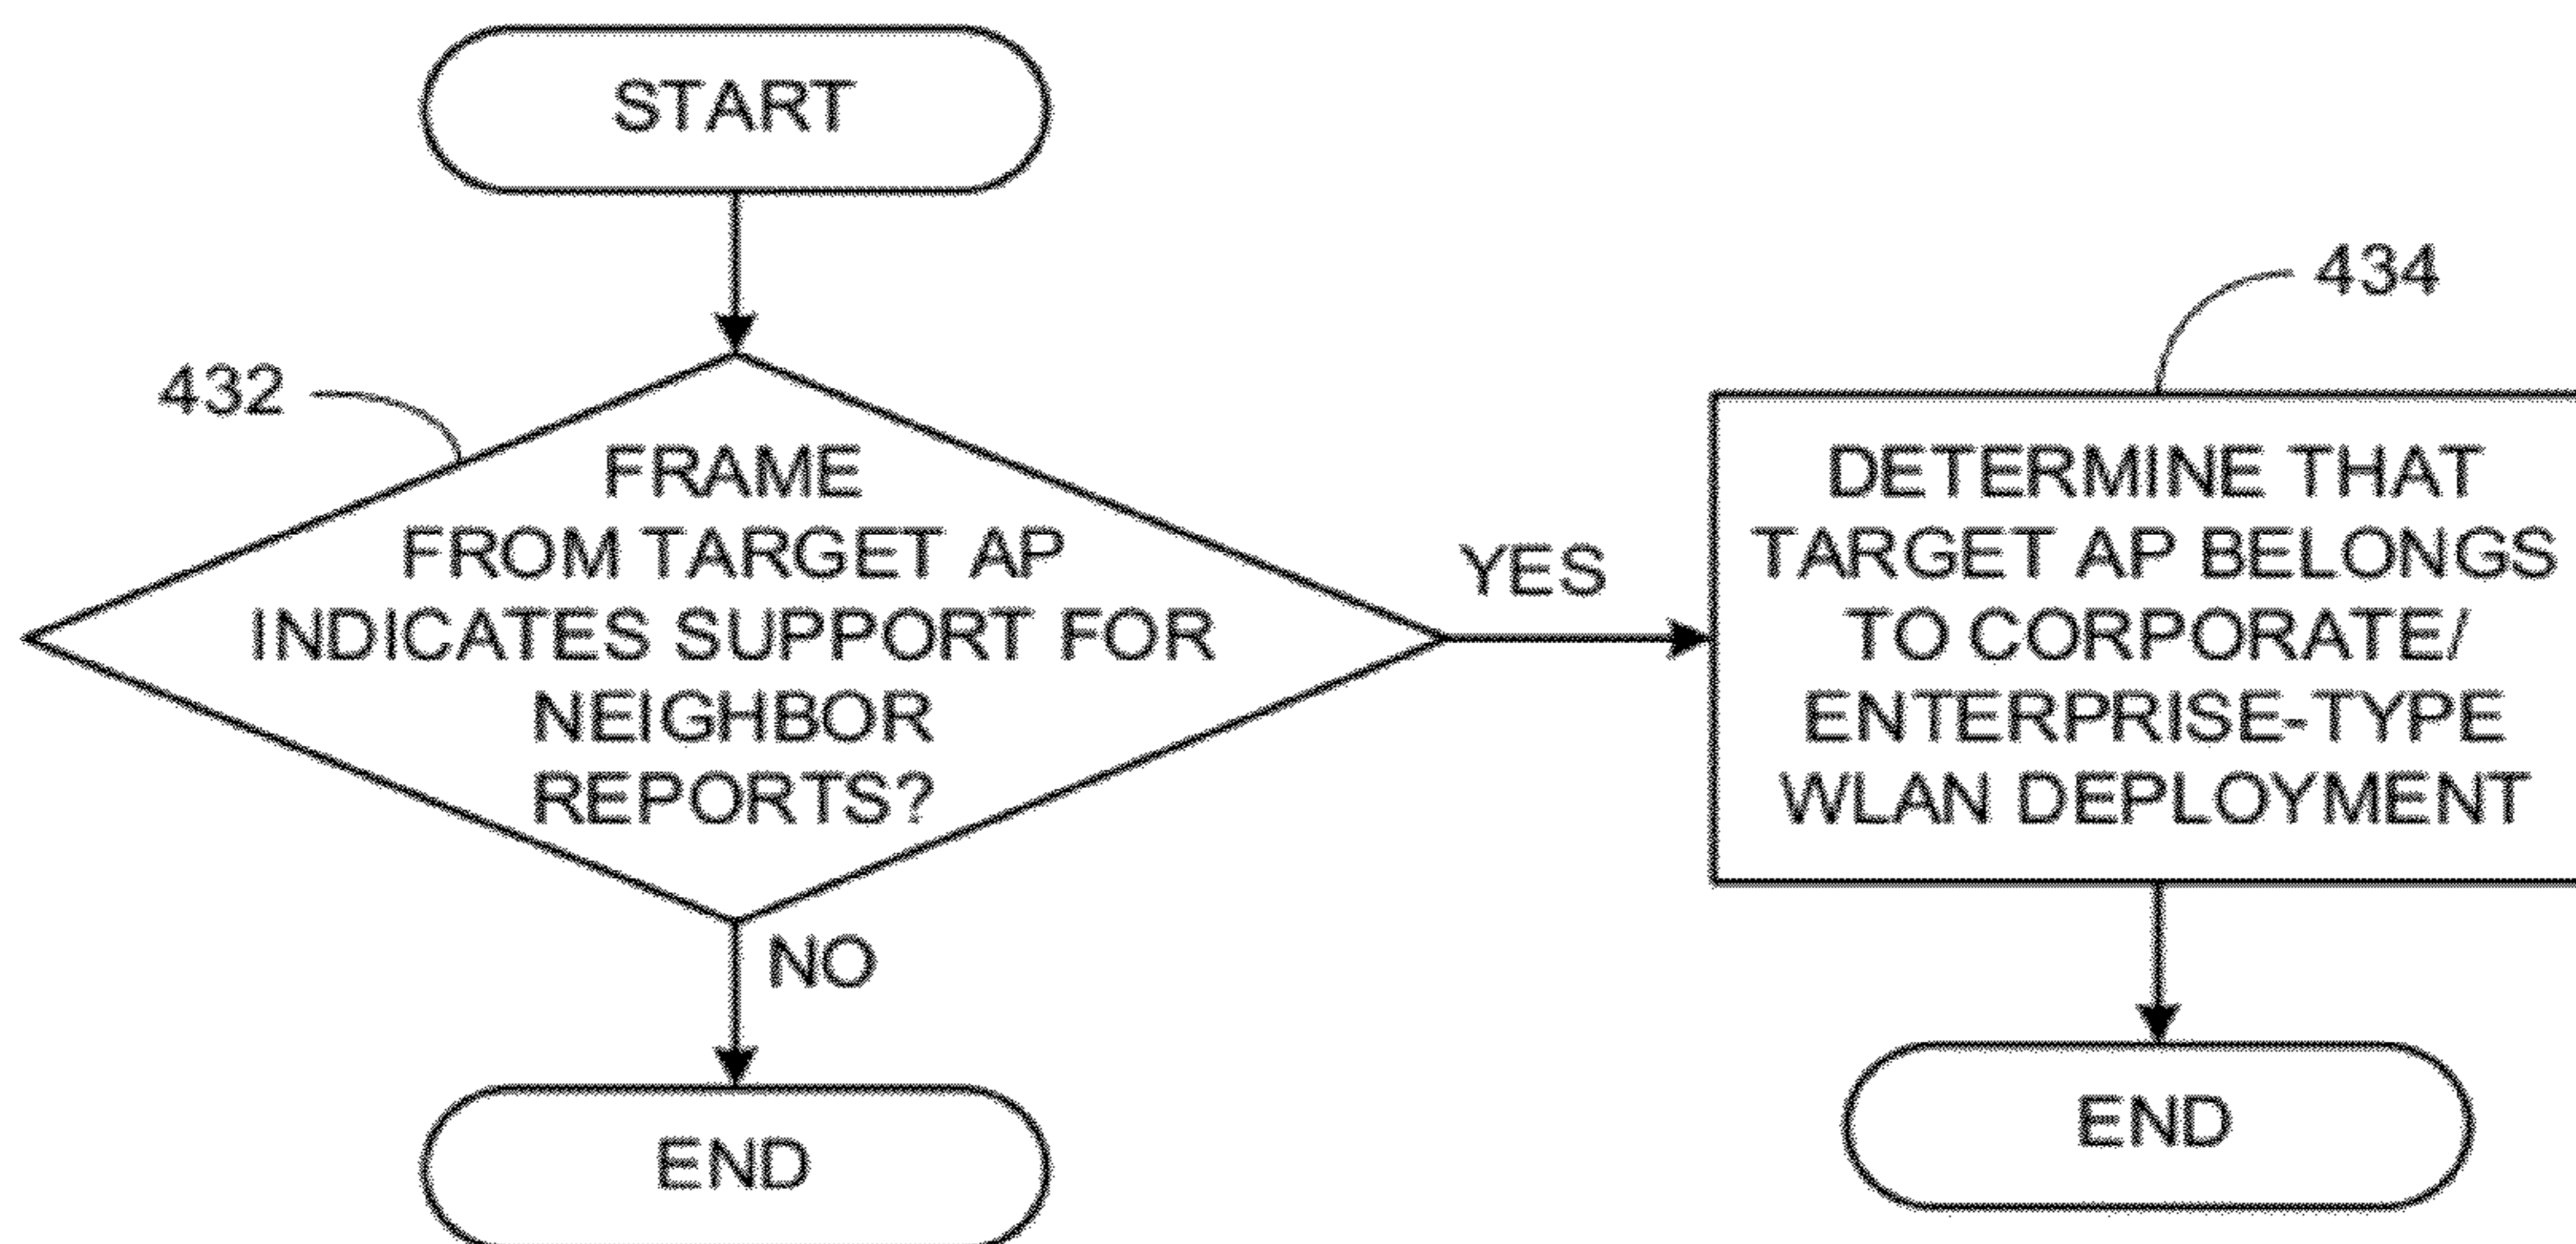 START
432
FRAME
FROM TARGET AP
INDICATES SUPPORT FOR
NEIGHBOR
REPORTS?
YES
434
DETERMINE THAT
TARGET AP BELONGS
TO CORPORATE/
ENTERPRISE-TYPE
WLAN DEPLOYMENT
NO
END
END